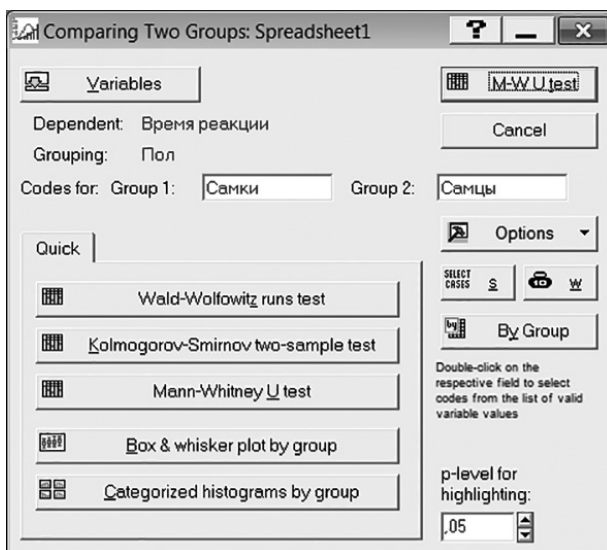 Comparing Two Groups: Spreadsheet1
?
Variables
M-W U test
Dependent: Время реакции
Cancel
Grouping: Пол
Codes for: Group 1: Самки Group 2: Самцы
Options
Quick
SELECT CASES S
W
Wald-Wolfowitz runs test
By Group
Kolmogorov-Smirnov two-sample test
Double-click on the
respective field to select
codes from the list of valid
variable values
Mann-Whitney U test
Box & whisker plot by group
Categorized histograms by group
p-level for
highlighting:
,05